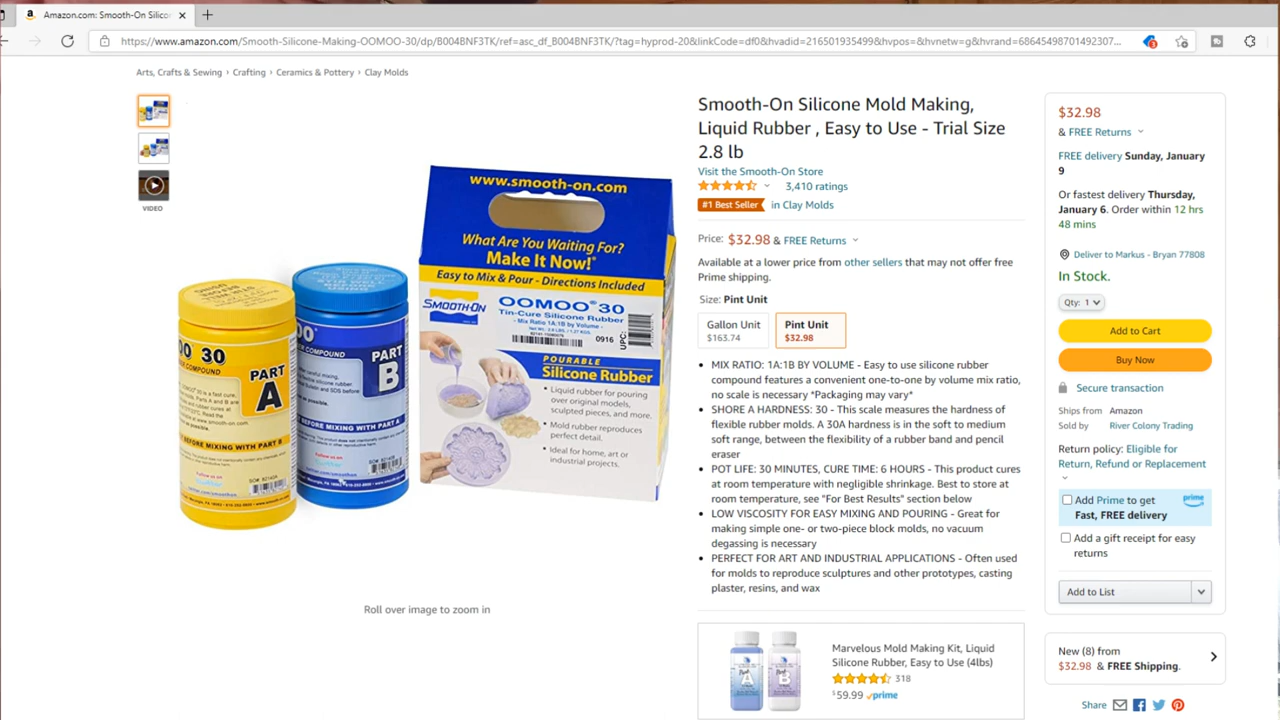 Amazon.com: Smooth-On Silicon
https://www.amazon.com/Smooth-Silicone-Making-OOMOO-30/dp/B004BNF3TK/ref=asc_df_B004BNF3TK/?tag=hyprod-20&linkCode=df0&hvadid=216501935499&hvpos=&hvnetw=g&hvrand=68645498701492307...
Arts, Crafts & Sewing › Crafting › Ceramics & Pottery › Clay Molds
VIDEO
www.smooth-on.com
What Are You Waiting For?
Make It Now!
Easy to Mix & Pour - Directions Included
SMOOTH-ON
OOMOO® 30
Tin-Cure Silicone Rubber
- Mix Ratio 1A:1B by Volume -
0916
UPC
POURABLE
Silicone Rubber
• Liquid rubber for pouring
over original models,
sculpted pieces, and more.
• Mold rubber reproduces
perfect detail.
• Ideal for home, art or
industrial projects.
OO 30
COMPOUND
PART
A
BEFORE MIXING WITH PART B
COMPOUND
PART
B
BEFORE MIXING WITH PART A
Roll over image to zoom in
Smooth-On Silicone Mold Making,
Liquid Rubber , Easy to Use - Trial Size
2.8 lb
Visit the Smooth-On Store
3,410 ratings
#1 Best Seller in Clay Molds
Price: $32.98 & FREE Returns
Available at a lower price from other sellers that may not offer free
Prime shipping.
Size: Pint Unit
Gallon Unit
$163.74
Pint Unit
$32.98
• MIX RATIO: 1A:1B BY VOLUME - Easy to use silicone rubber
compound features a convenient one-to-one by volume mix ratio,
no scale is necessary *Packaging may vary*
• SHORE A HARDNESS: 30 - This scale measures the hardness of
flexible rubber molds. A 30A hardness is in the soft to medium
soft range, between the flexibility of a rubber band and pencil
eraser
• POT LIFE: 30 MINUTES, CURE TIME: 6 HOURS - This product cures
at room temperature with negligible shrinkage. Best to store at
room temperature, see "For Best Results" section below
• LOW VISCOSITY FOR EASY MIXING AND POURING - Great for
making simple one- or two-piece block molds, no vacuum
degassing is necessary
• PERFECT FOR ART AND INDUSTRIAL APPLICATIONS - Often used
for molds to reproduce sculptures and other prototypes, casting
plaster, resins, and wax
Marvelous Mold Making Kit, Liquid
Silicone Rubber, Easy to Use (4lbs)
318
$59.99 prime
$32.98
& FREE Returns
FREE delivery Sunday, January
9
Or fastest delivery Thursday,
January 6. Order within 12 hrs
48 mins
Deliver to Markus - Bryan 77808
In Stock.
Qty: 1
Add to Cart
Buy Now
Secure transaction
Ships from Amazon
Sold by River Colony Trading
Return policy: Eligible for
Return, Refund or Replacement
Add Prime to get
Fast, FREE delivery
prime
Add a gift receipt for easy
returns
Add to List
New (8) from
$32.98 & FREE Shipping.
Share